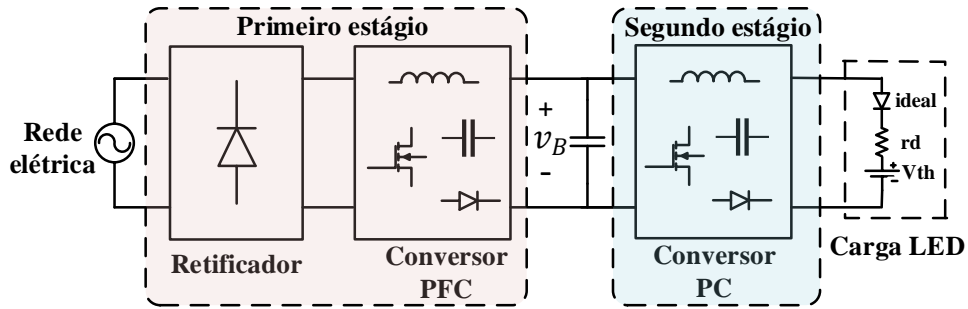 Primeiro estágio
Segundo estágio
Rede
elétrica
+
v_B
-
ideal
rd
+
-
Vth
Retificador
Conversor
PFC
Conversor
PC
Carga LED